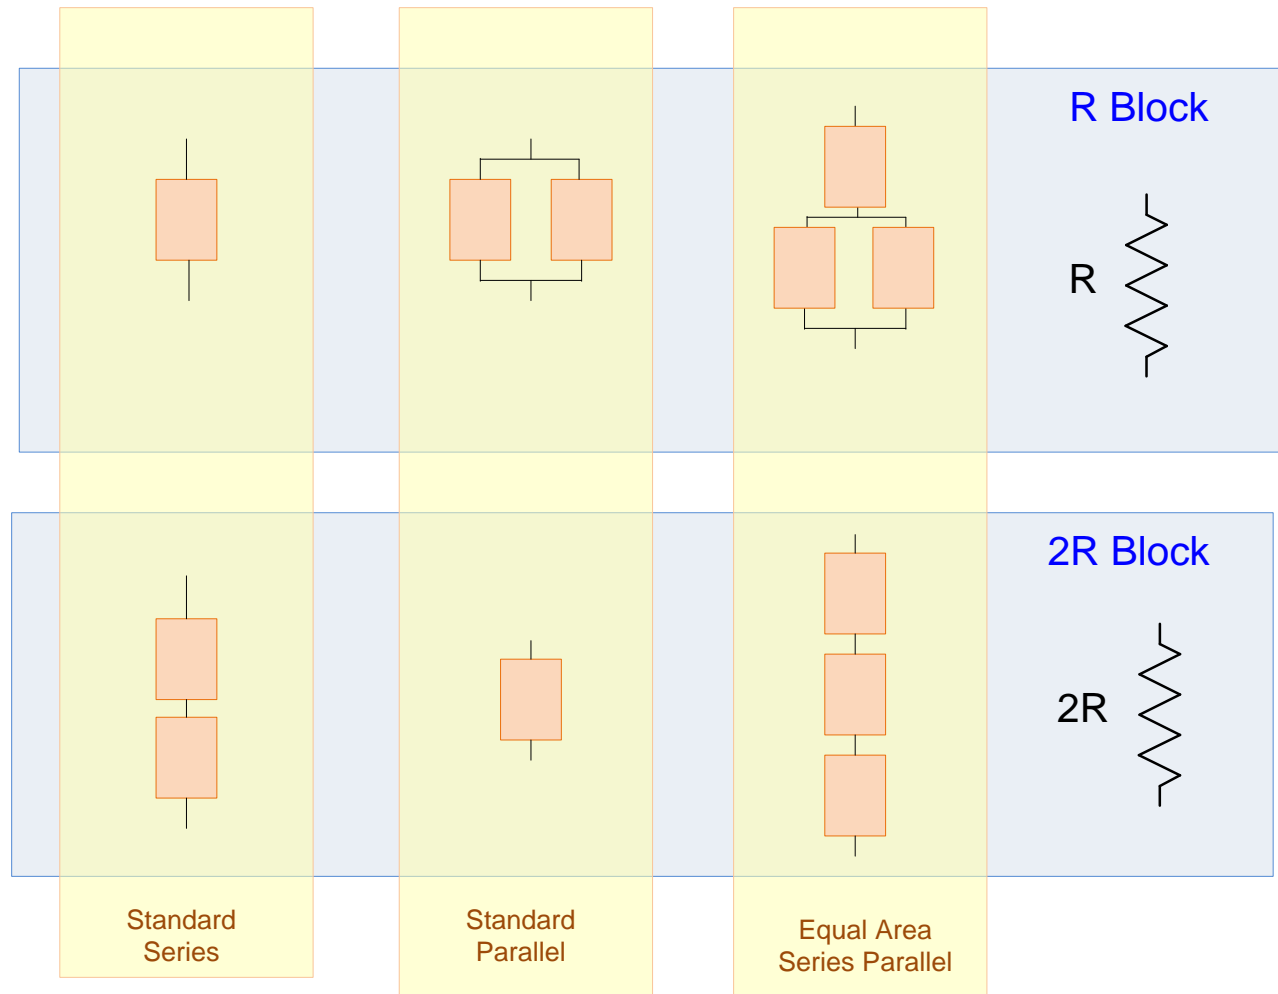 R Block
R
2R Block
2R
Standard
Series
Standard
Parallel
Equal Area
Series Parallel